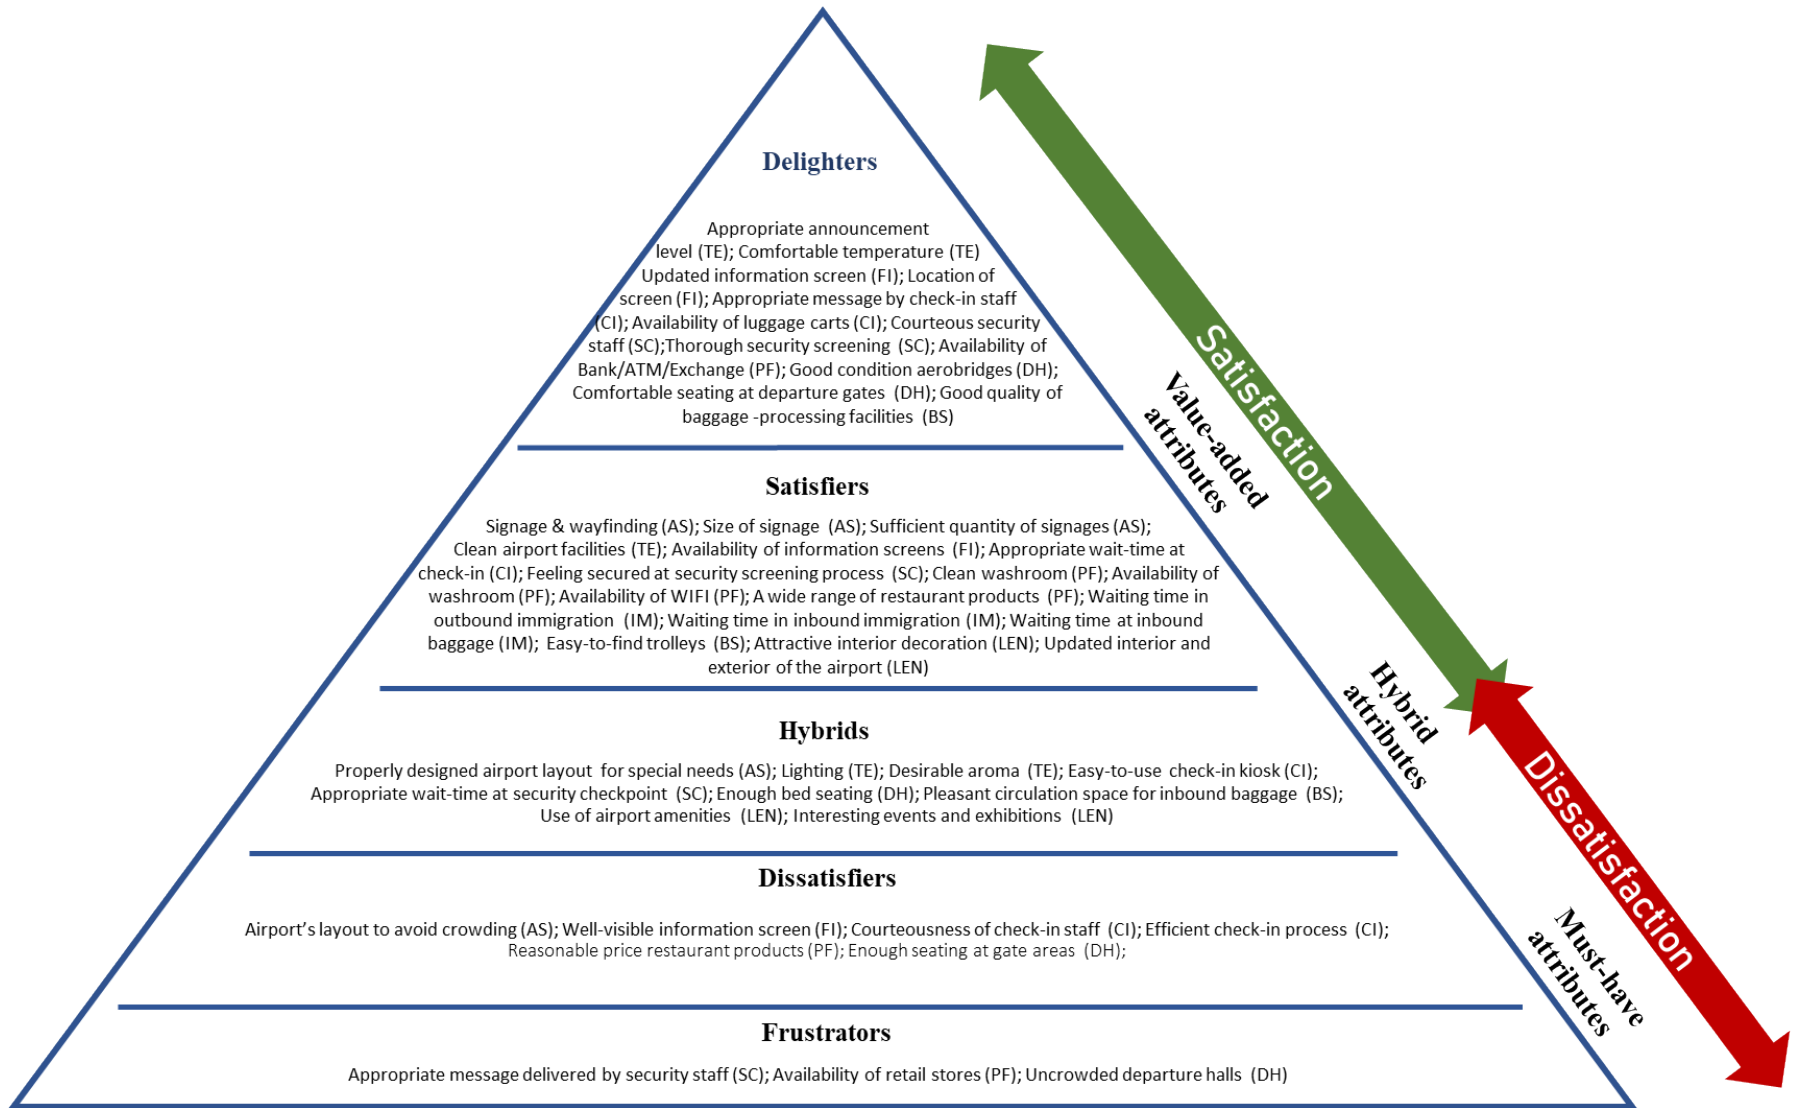 Delighters
Appropriate announcement
level (TE); Comfortable temperature (TE)
Updated information screen (FI); Location of
screen (FI); Appropriate message by check-in staff
(CI); Availability of luggage carts (CI); Courteous security
staff (SC);Thorough security screening (SC); Availability of
Bank/ATM/Exchange (PF); Good condition aerobridges (DH);
Comfortable seating at departure gates (DH); Good quality of
baggage -processing facilities (BS)
Satisfiers
Signage & wayfinding (AS); Size of signage (AS); Sufficient quantity of signages (AS);
Clean airport facilities (TE); Availability of information screens (FI); Appropriate wait-time at
check-in (CI); Feeling secured at security screening process (SC); Clean washroom (PF); Availability of
washroom (PF); Availability of WIFI (PF); A wide range of restaurant products (PF); Waiting time in
outbound immigration (IM); Waiting time in inbound immigration (IM); Waiting time at inbound
baggage (IM); Easy-to-find trolleys (BS); Attractive interior decoration (LEN); Updated interior and
exterior of the airport (LEN)
Hybrids
Properly designed airport layout for special needs (AS); Lighting (TE); Desirable aroma (TE); Easy-to-use check-in kiosk (CI);
Appropriate wait-time at security checkpoint (SC); Enough bed seating (DH); Pleasant circulation space for inbound baggage (BS);
Use of airport amenities (LEN); Interesting events and exhibitions (LEN)
Dissatisfiers
Airport's layout to avoid crowding (AS); Well-visible information screen (FI); Courteousness of check-in staff (CI); Efficient check-in process (CI);
Reasonable price restaurant products (PF); Enough seating at gate areas (DH);
Frustrators
Appropriate message delivered by security staff (SC); Availability of retail stores (PF); Uncrowded departure halls (DH)
Satisfaction
Value-added
attributes
Hybrid
attributes
Dissatisfaction
Must-have
attributes